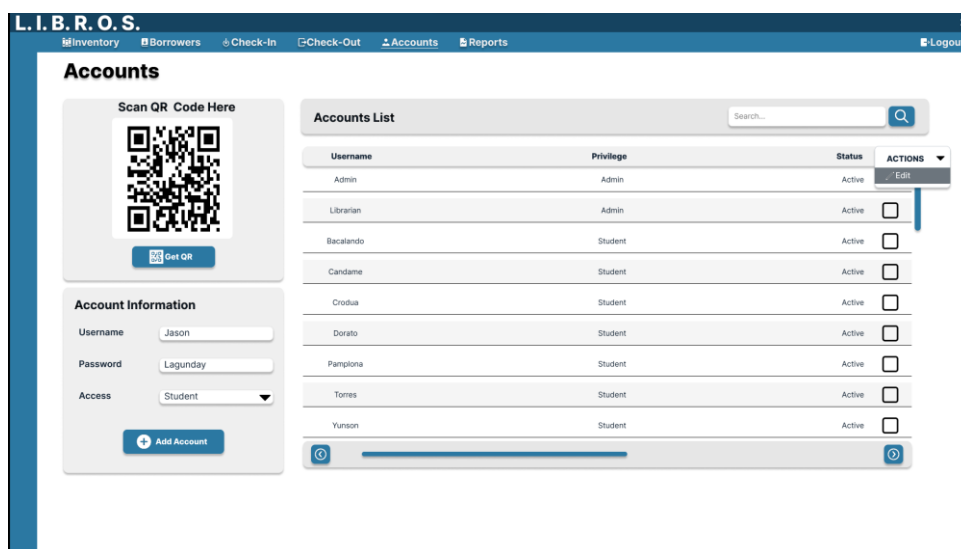 L. I. B. R. O. S.
Inventory Borrowers Check-In Check-Out Accounts Reports Logou
Accounts
Scan QR Code Here
Get QR
Accounts List Search...
Username Privilege Status ACTIONS
Edit
Admin Admin Active
Librarian Admin Active
Bacalando Student Active
Candame Student Active
Crodua Student Active
Dorato Student Active
Pamplona Student Active
Torres Student Active
Yunson Student Active
Account Information
Username Jason
Password Lagunday
Access Student
Add Account